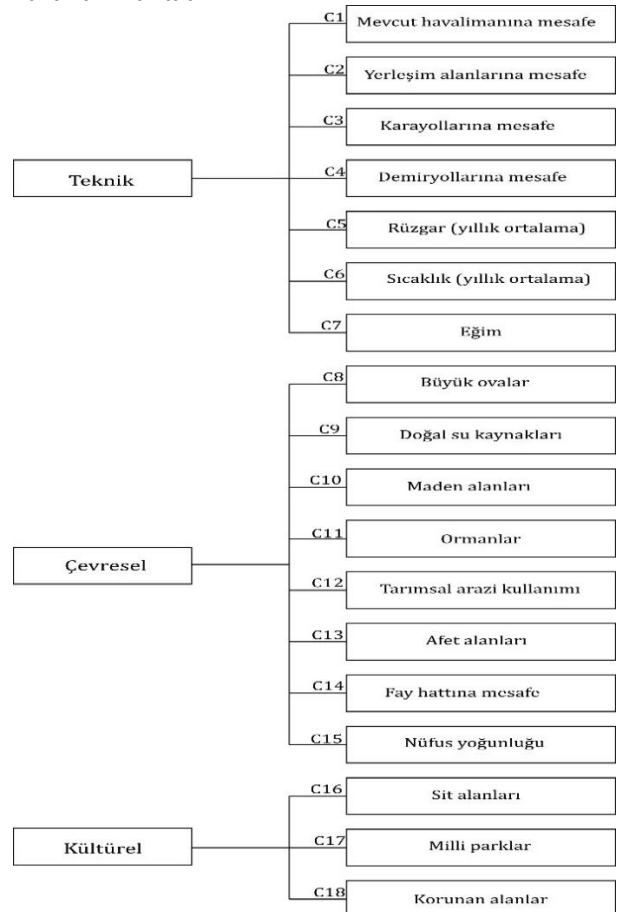 C1 Mevcut havalimanına mesafe
C2 Yerleşim alanlarına mesafe
C3 Karayollarına mesafe
Teknik
C4 Demiryollarına mesafe
C5 Rüzgar (yıllık ortalama)
C6 Sıcaklık (yıllık ortalama)
C7 Eğim
C8 Büyük ovalar
C9 Doğal su kaynakları
C10 Maden alanları
C11 Ormanlar
Çevresel
C12 Tarımsal arazi kullanımı
C13 Afet alanları
C14 Fay hattına mesafe
C15 Nüfus yoğunluğu
C16 Sit alanları
Kültürel
C17 Milli parklar
C18 Korunan alanlar